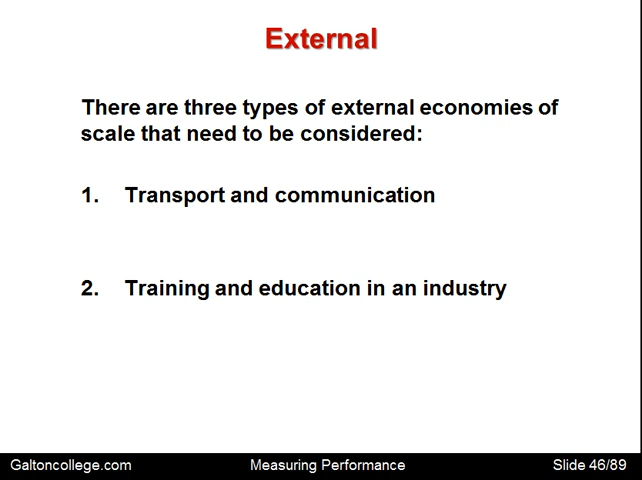 External
There are three types of external economies of
scale that need to be considered:
1. Transport and communication
2. Training and education in an industry
Galtoncollege.com Measuring Performance Slide 46/89